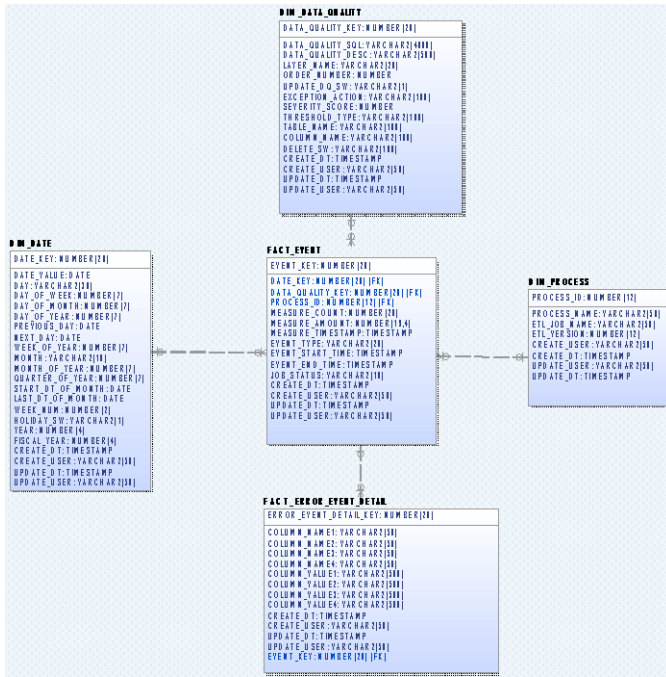 DIM_DATA_QUALITY
DATA_QUALITY_KEY:NUMBER(20)
DATA_QUALITY_SQL:VARCHAR2(4000)
DATA_QUALITY_DESC:VARCHAR2(500)
LAYER_NAME:VARCHAR2(20)
ORDER_NUMBER:NUMBER
UPDATE_DQ_SW:VARCHAR2(1)
EXCEPTION_ACTION:VARCHAR2(100)
SEVERITY_SCORE:NUMBER
THRESHOLD_TYPE:VARCHAR2(100)
TABLE_NAME:VARCHAR2(100)
COLUMN_NAME:VARCHAR2(100)
DELETE_SW:VARCHAR2(100)
CREATE_DT:TIMESTAMP
CREATE_USER:VARCHAR2(50)
UPDATE_DT:TIMESTAMP
UPDATE_USER:VARCHAR2(50)
DIM_DATE
DATE_KEY:NUMBER(20)
DATE_VALUE:DATE
DAY:VARCHAR2(20)
DAY_OF_WEEK:NUMBER(7)
DAY_OF_MONTH:NUMBER(7)
DAY_OF_YEAR:NUMBER(7)
PREVIOUS_DAY:DATE
NEXT_DAY:DATE
WEEK_OF_YEAR:NUMBER(7)
MONTH:VARCHAR2(10)
MONTH_OF_YEAR:NUMBER(7)
QUARTER_OF_YEAR:NUMBER(7)
START_DT_OF_MONTH:DATE
LAST_DT_OF_MONTH:DATE
WEEK_NUM:NUMBER(2)
HOLIDAY_SW:VARCHAR2(1)
YEAR:NUMBER(4)
FISCAL_YEAR:NUMBER(4)
CREATE_DT:TIMESTAMP
CREATE_USER:VARCHAR2(50)
UPDATE_DT:TIMESTAMP
UPDATE_USER:VARCHAR2(50)
FACT_EVENT
EVENT_KEY:NUMBER(20)
DATE_KEY:NUMBER(20) (FK)
DATA_QUALITY_KEY:NUMBER(20) (FK)
PROCESS_ID:NUMBER(12) (FK)
MEASURE_COUNT:NUMBER(20)
MEASURE_AMOUNT:NUMBER(19,4)
MEASURE_TIMESTAMP:TIMESTAMP
EVENT_TYPE:VARCHAR2(20)
EVENT_START_TIME:TIMESTAMP
EVENT_END_TIME:TIMESTAMP
JOB_STATUS:VARCHAR2(10)
CREATE_DT:TIMESTAMP
CREATE_USER:VARCHAR2(50)
UPDATE_DT:TIMESTAMP
UPDATE_USER:VARCHAR2(50)
DIM_PROCESS
PROCESS_ID:NUMBER(12)
PROCESS_NAME:VARCHAR2(50)
ETL_JOB_NAME:VARCHAR2(50)
ETL_VERSION:NUMBER(12)
CREATE_USER:VARCHAR2(50)
CREATE_DT:TIMESTAMP
UPDATE_USER:VARCHAR2(50)
UPDATE_DT:TIMESTAMP
FACT_ERROR_EVENT_DETAIL
ERROR_EVENT_DETAIL_KEY:NUMBER(20)
COLUMN_NAME1:VARCHAR2(50)
COLUMN_NAME2:VARCHAR2(50)
COLUMN_NAME3:VARCHAR2(50)
COLUMN_NAME4:VARCHAR2(50)
COLUMN_VALUE1:VARCHAR2(500)
COLUMN_VALUE2:VARCHAR2(500)
COLUMN_VALUE3:VARCHAR2(500)
COLUMN_VALUE4:VARCHAR2(500)
CREATE_DT:TIMESTAMP
CREATE_USER:VARCHAR2(50)
UPDATE_DT:TIMESTAMP
UPDATE_USER:VARCHAR2(50)
EVENT_KEY:NUMBER(20) (FK)